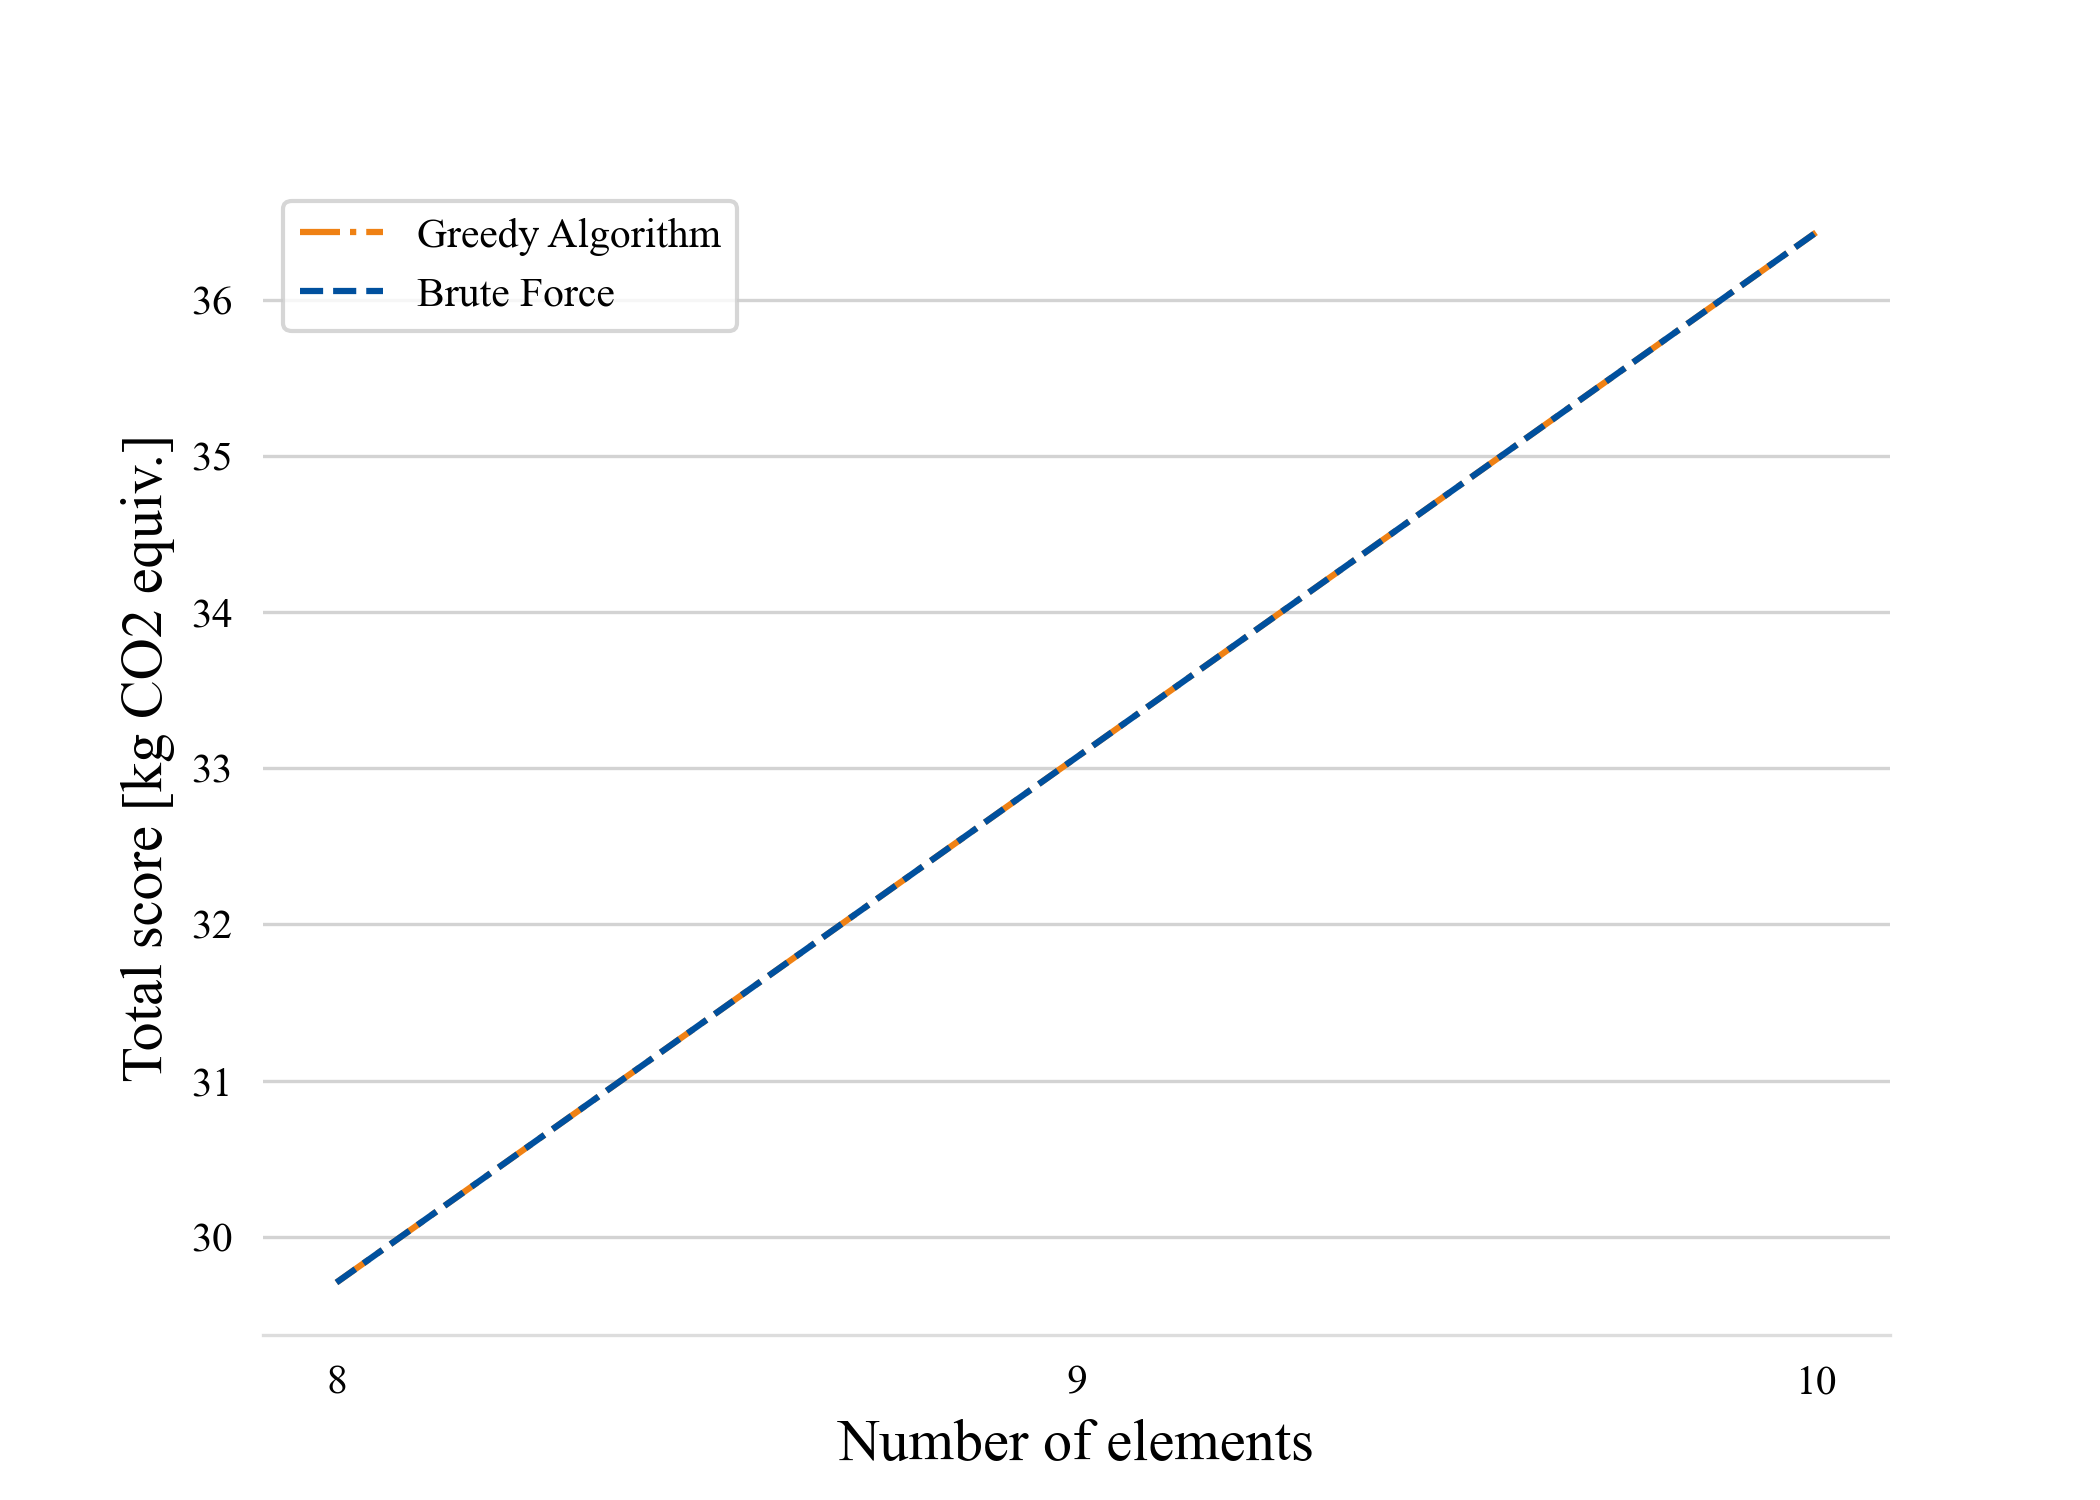 Greedy Algorithm
Brute Force
36
35
34
33
32
31
30
Total score [kg CO2 equiv.]
8 9 10
Number of elements